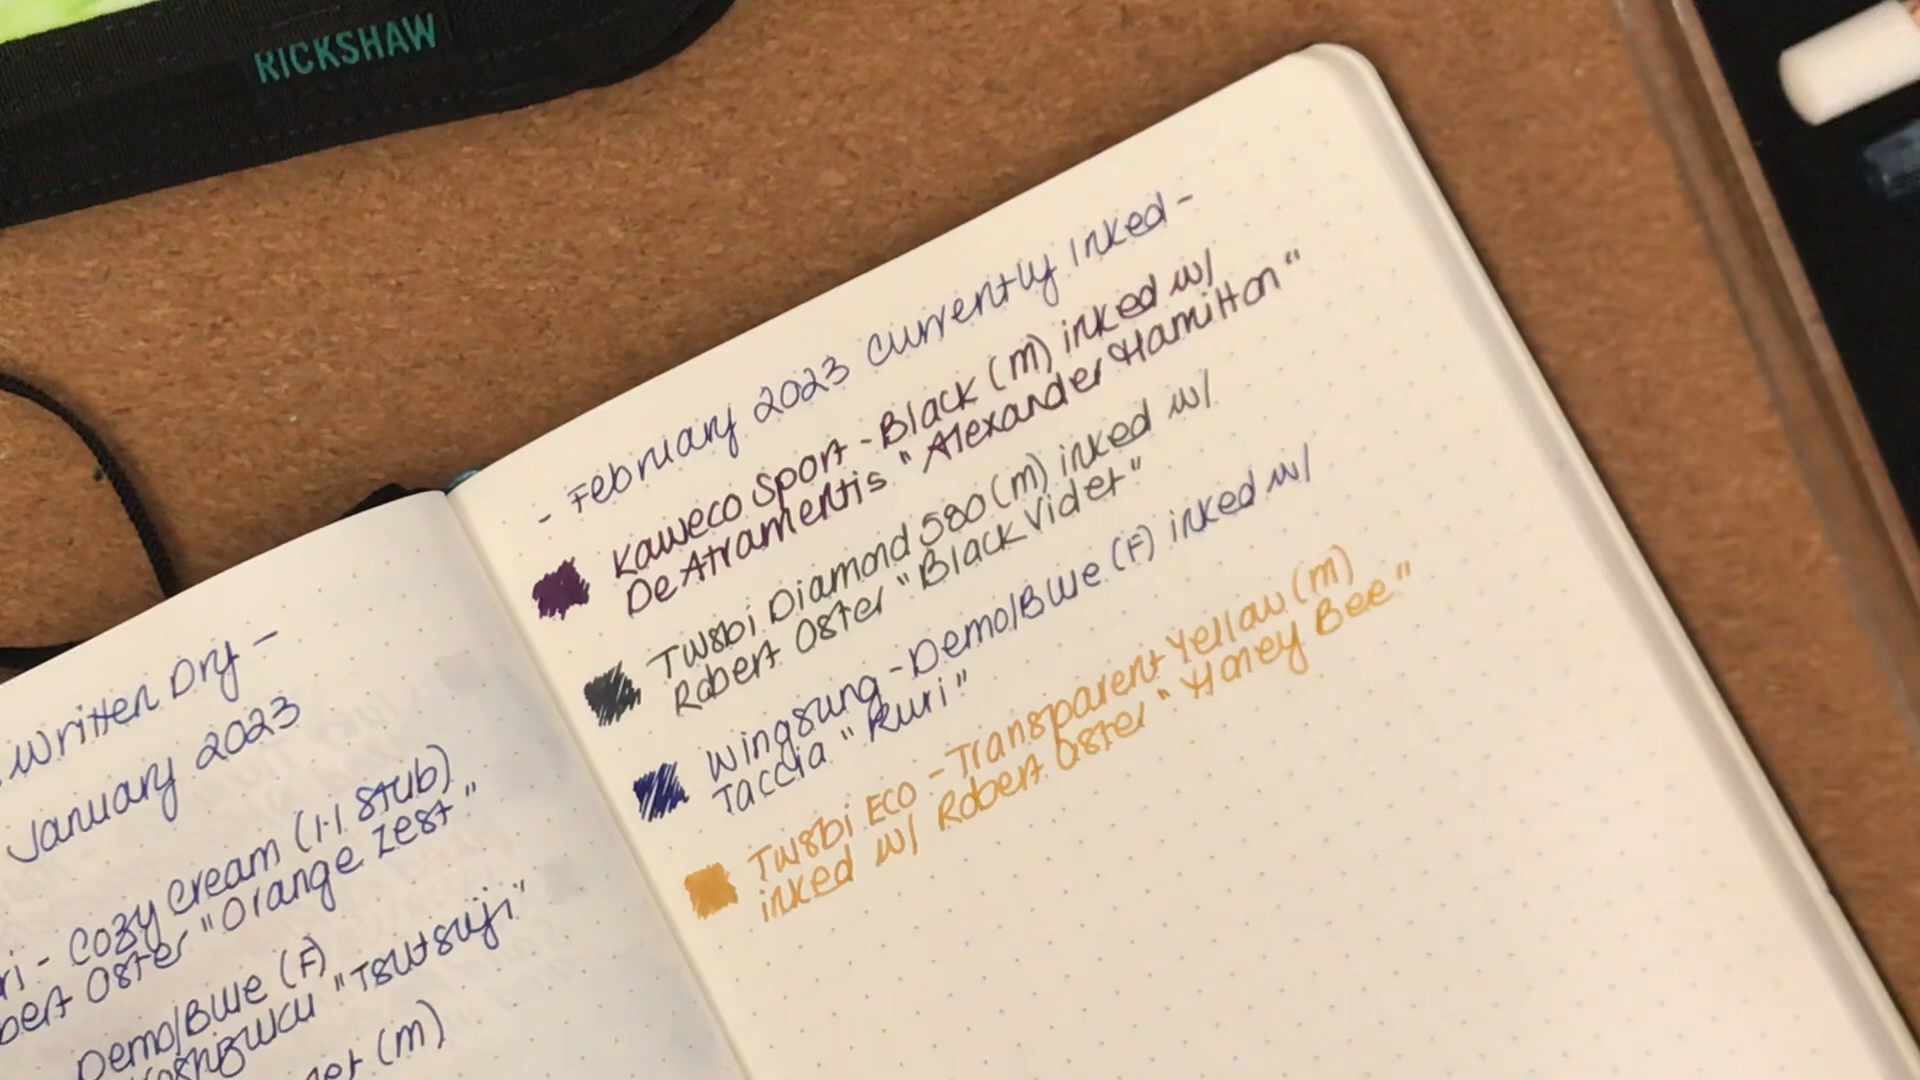 RICKSHAW
Written Dry -
January 2023
- Cozy Cream (1.1 Stub)
Oster "Orange Zest"
Demo/Blue (F)
"Tsutsuji"
(M)
- February 2023 Currently Inked -
Kaweco Sport - Black (M) inked w/
De Atramentis "Alexander Hamilton"
Twsbi Diamond 580 (M) inked w/
Robert Oster "Black Violet"
Wingsung - Demo/Blue (F) inked w/
Taccia "Ruri"
Twsbi Eco - Transparent Yellow (M)
inked w/ Robert Oster "Honey Bee"